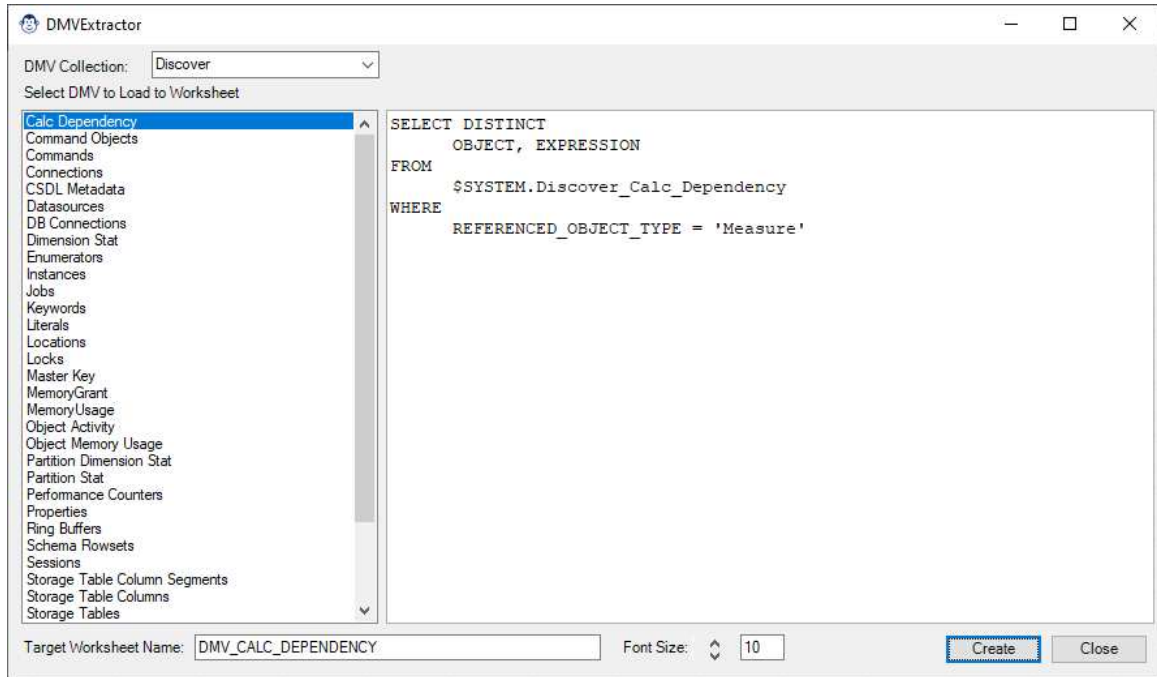 DMVExtractor
DMV Collection: Discover
Select DMV to Load to Worksheet
Calc Dependency
Command Objects
Commands
Connections
CSDL Metadata
Datasources
DB Connections
Dimension Stat
Enumerators
Instances
Jobs
Keywords
Literals
Locations
Locks
Master Key
MemoryGrant
MemoryUsage
Object Activity
Object Memory Usage
Partition Dimension Stat
Partition Stat
Performance Counters
Properties
Ring Buffers
Schema Rowsets
Sessions
Storage Table Column Segments
Storage Table Columns
Storage Tables
SELECT DISTINCT
OBJECT, EXPRESSION
FROM
$SYSTEM.Discover_Calc_Dependency
WHERE
REFERENCED_OBJECT_TYPE = 'Measure'
Target Worksheet Name: DMV_CALC_DEPENDENCY Font Size: 10 Create Close